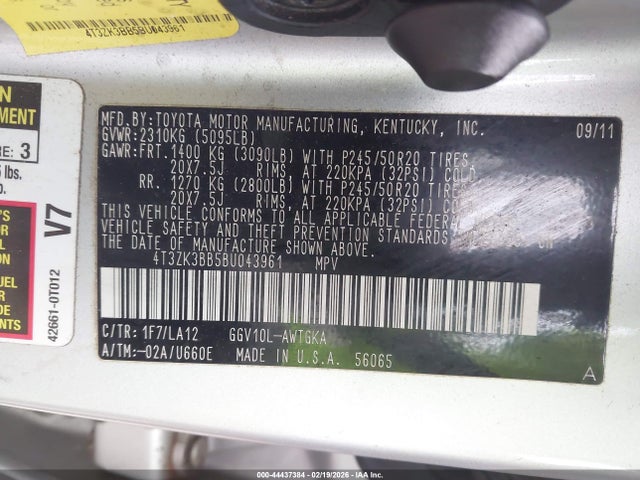 4T3ZK3BB5BU043961
MFD.BY:TOYOTA MOTOR MANUFACTURING, KENTUCKY, INC.
GVWR: 2310KG (5095LB) 09/11
GAWR:FRT. 1400 KG (3090LB) WITH P245/50R20 TIRES
20X7.5J RIMS, AT 220KPA (32PSI) COLD
RR. 1270 KG (2800LB) WITH P245/50R20 TIRES
20X7.5J RIMS, AT 220KPA (32PSI) COLD
THIS VEHICLE CONFORMS TO ALL APPLICABLE FEDERAL
VEHICLE SAFETY AND THEFT PREVENTION STANDARDS
THE DATE OF MANUFACTURE SHOWN ABOVE.
4T3ZK3BB5BU043961 MPV
C/TR: 1F7/LA12 GGV10L-AWTGKA
A/TM:-02A/U660E MADE IN U.S.A. 56065
A
MENT
: 3
lbs.
V7
42661-0T012
000-44437384 - 02/19/2026 - IAA Inc.